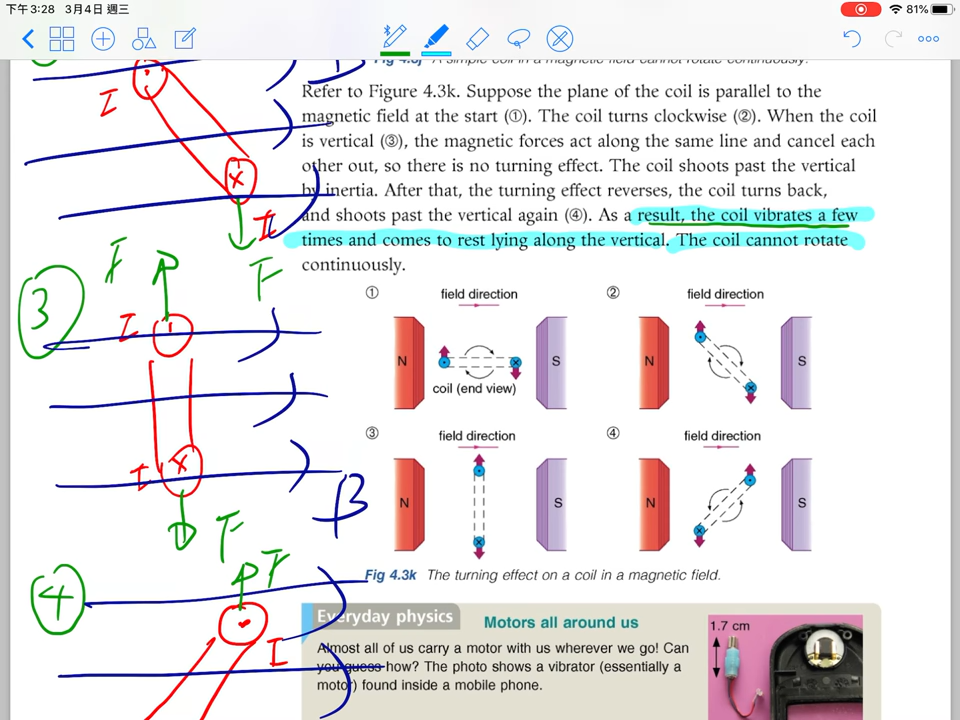 下午3:28 3月4日 週三
81%
Fig 4.3j A simple coil in a magnetic field cannot rotate continuously.
Refer to Figure 4.3k. Suppose the plane of the coil is parallel to the
magnetic field at the start (①). The coil turns clockwise (②). When the coil
is vertical (③), the magnetic forces act along the same line and cancel each
other out, so there is no turning effect. The coil shoots past the vertical
by inertia. After that, the turning effect reverses, the coil turns back,
and shoots past the vertical again (④). As a result, the coil vibrates a few
times and comes to rest lying along the vertical. The coil cannot rotate
continuously.
B
I
X
I
F
③
F
F
I
I
X
B
F
④
F
I
①
field direction
N
S
coil (end view)
②
field direction
N
S
③
field direction
N
S
④
field direction
N
S
Fig 4.3k The turning effect on a coil in a magnetic field.
Everyday physics
Motors all around us
Almost all of us carry a motor with us wherever we go! Can
you guess how? The photo shows a vibrator (essentially a
motor) found inside a mobile phone.
1.7 cm